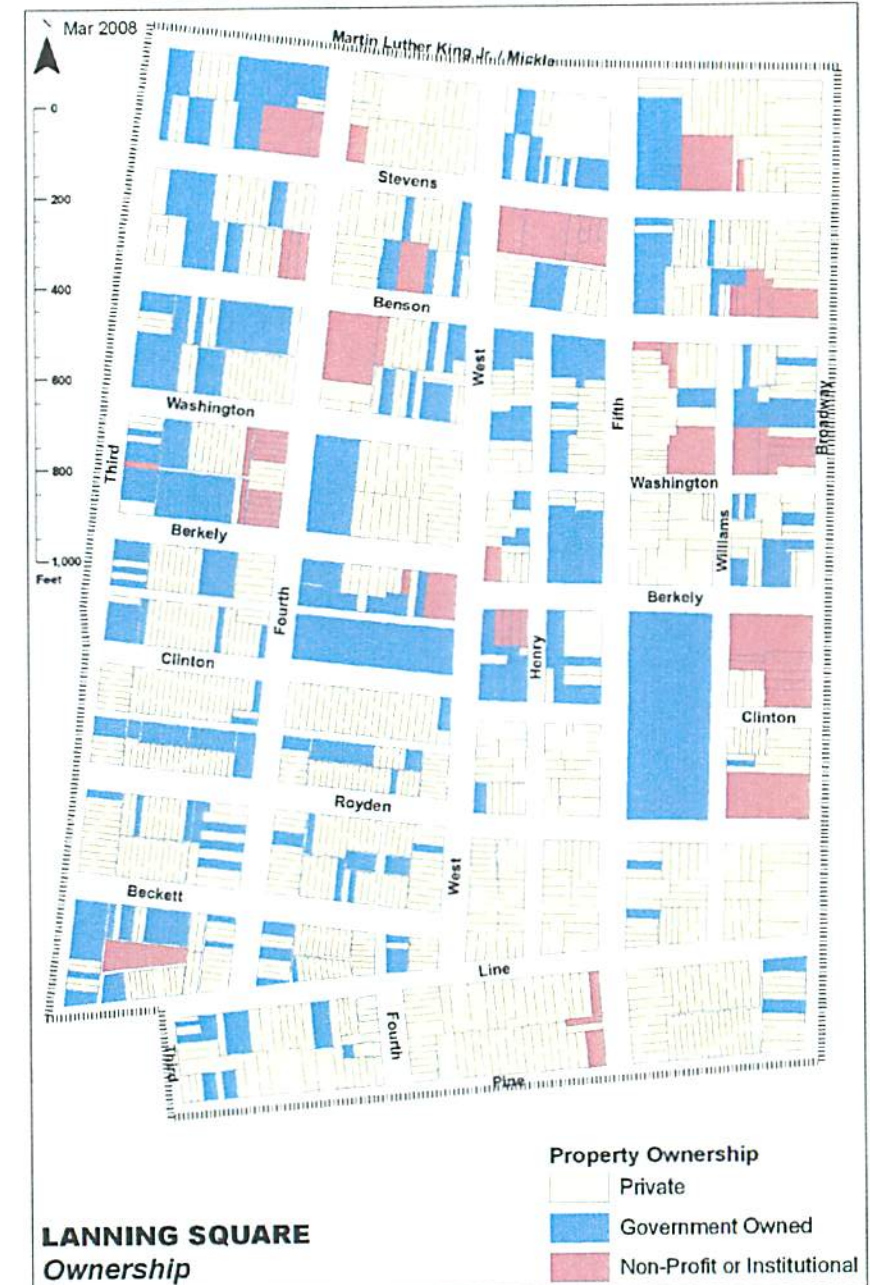 Mar 2008
Martin Luther King Jr. / Mickle
0
200
400
600
800
1,000
Feet
Stevens
Benson
West
Fifth
Broadway
Washington
Third
Washington
Williams
Berkely
Berkely
Fourth
Henry
Clinton
Clinton
Royden
West
Beckett
Line
Fourth
Third
Pine
Property Ownership
Private
Government Owned
Non-Profit or Institutional
LANNING SQUARE
Ownership